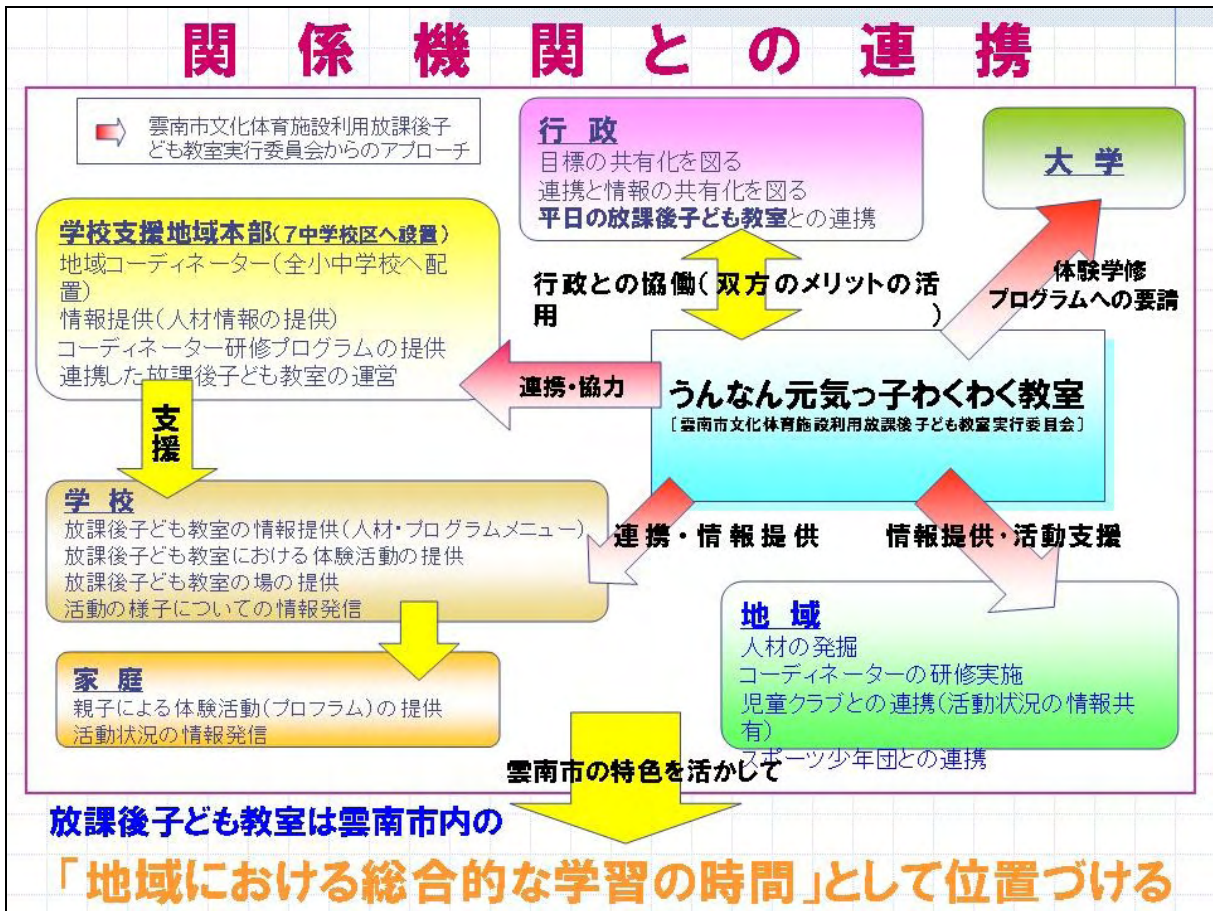 関係機関との連携
雲南市文化体育施設利用放課後子
ども教室実行委員会からのアプローチ
行政
目標の共有化を図る
連携と情報の共有化を図る
平日の放課後子ども教室との連携
大学
学校支援地域本部(7中学校区へ設置)
地域コーディネーター(全小中学校へ配
置)
情報提供(人材情報の提供)
コーディネーター研修プログラムの提供
連携した放課後子ども教室の運営
行政との協働(双方のメリットの活
用)
体験学修
プログラムへの要請
連携・協力
うんなん元気っ子わくわく教室
[雲南市文化体育施設利用放課後子ども教室実行委員会]
支
援
学校
放課後子ども教室の情報提供(人材・プログラムメニュー)
放課後子ども教室における体験活動の提供
放課後子ども教室の場の提供
活動の様子についての情報発信
連携・情報提供
情報提供・活動支援
家庭
親子による体験活動(プロフラム)の提供
活動状況の情報発信
地域
人材の発掘
コーディネーターの研修実施
児童クラブとの連携(活動状況の情報共
有)
スポーツ少年団との連携
雲南市の特色を活かして
放課後子ども教室は雲南市内の
「地域における総合的な学習の時間」として位置づける